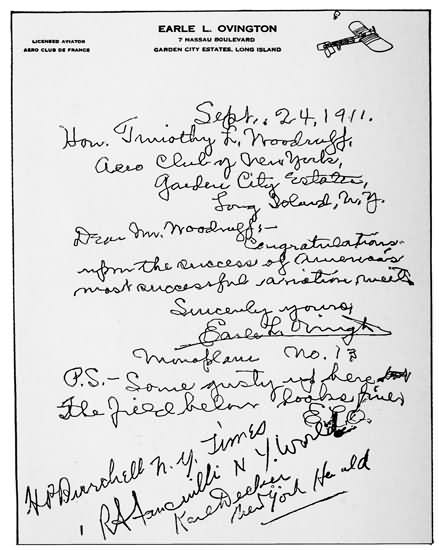 EARLE L. OVINGTON
LICENSED AVIATOR
AERO CLUB DE FRANCE
7 NASSAU BOULEVARD
GARDEN CITY ESTATES, LONG ISLAND
Sept. 24, 1911.
Hon. Timothy L. Woodruff,
Aero Club of New York,
Garden City Estates,
Long Island, N.Y.
Dear Mr. Woodruff:-
Congratulations
upon the success of America's
most successful aviation meet.
Sincerely yours,
Earle L. Ovington
Monoplane No. 13
P.S.- Some gusty up here but
the field below looks fine.
E.L.O.
N.Y. Times
N Y. World
Karl Decker
New York Herald